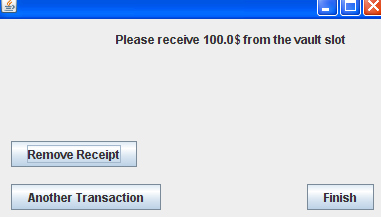 Please receive 100.0$ from the vault slot
Remove Receipt
Another Transaction
Finish